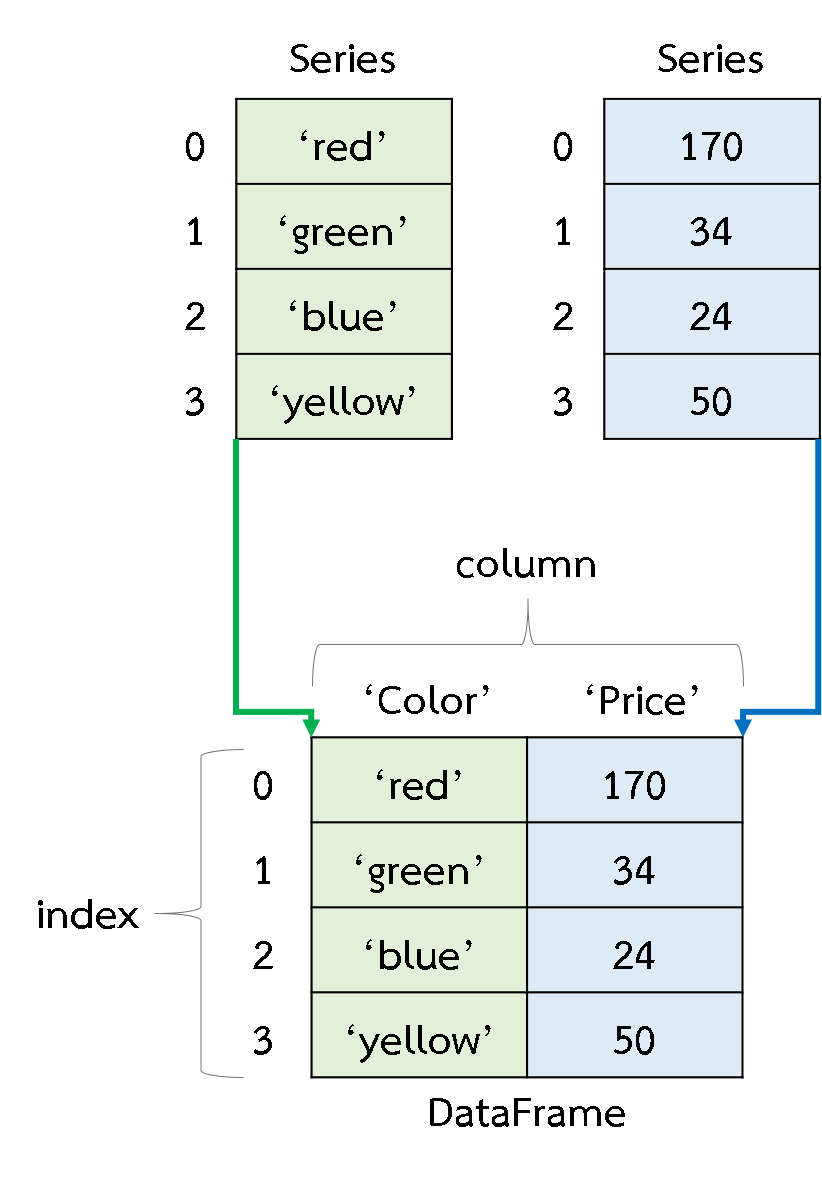 Series Series
0 ‘red’ 0 170
1 ‘green’ 1 34
2 ‘blue’ 2 24
3 ‘yellow’ 3 50
column
‘Color’ ‘Price’
0 ‘red’ 170
1 ‘green’ 34
index
2 ‘blue’ 24
3 ‘yellow’ 50
DataFrame